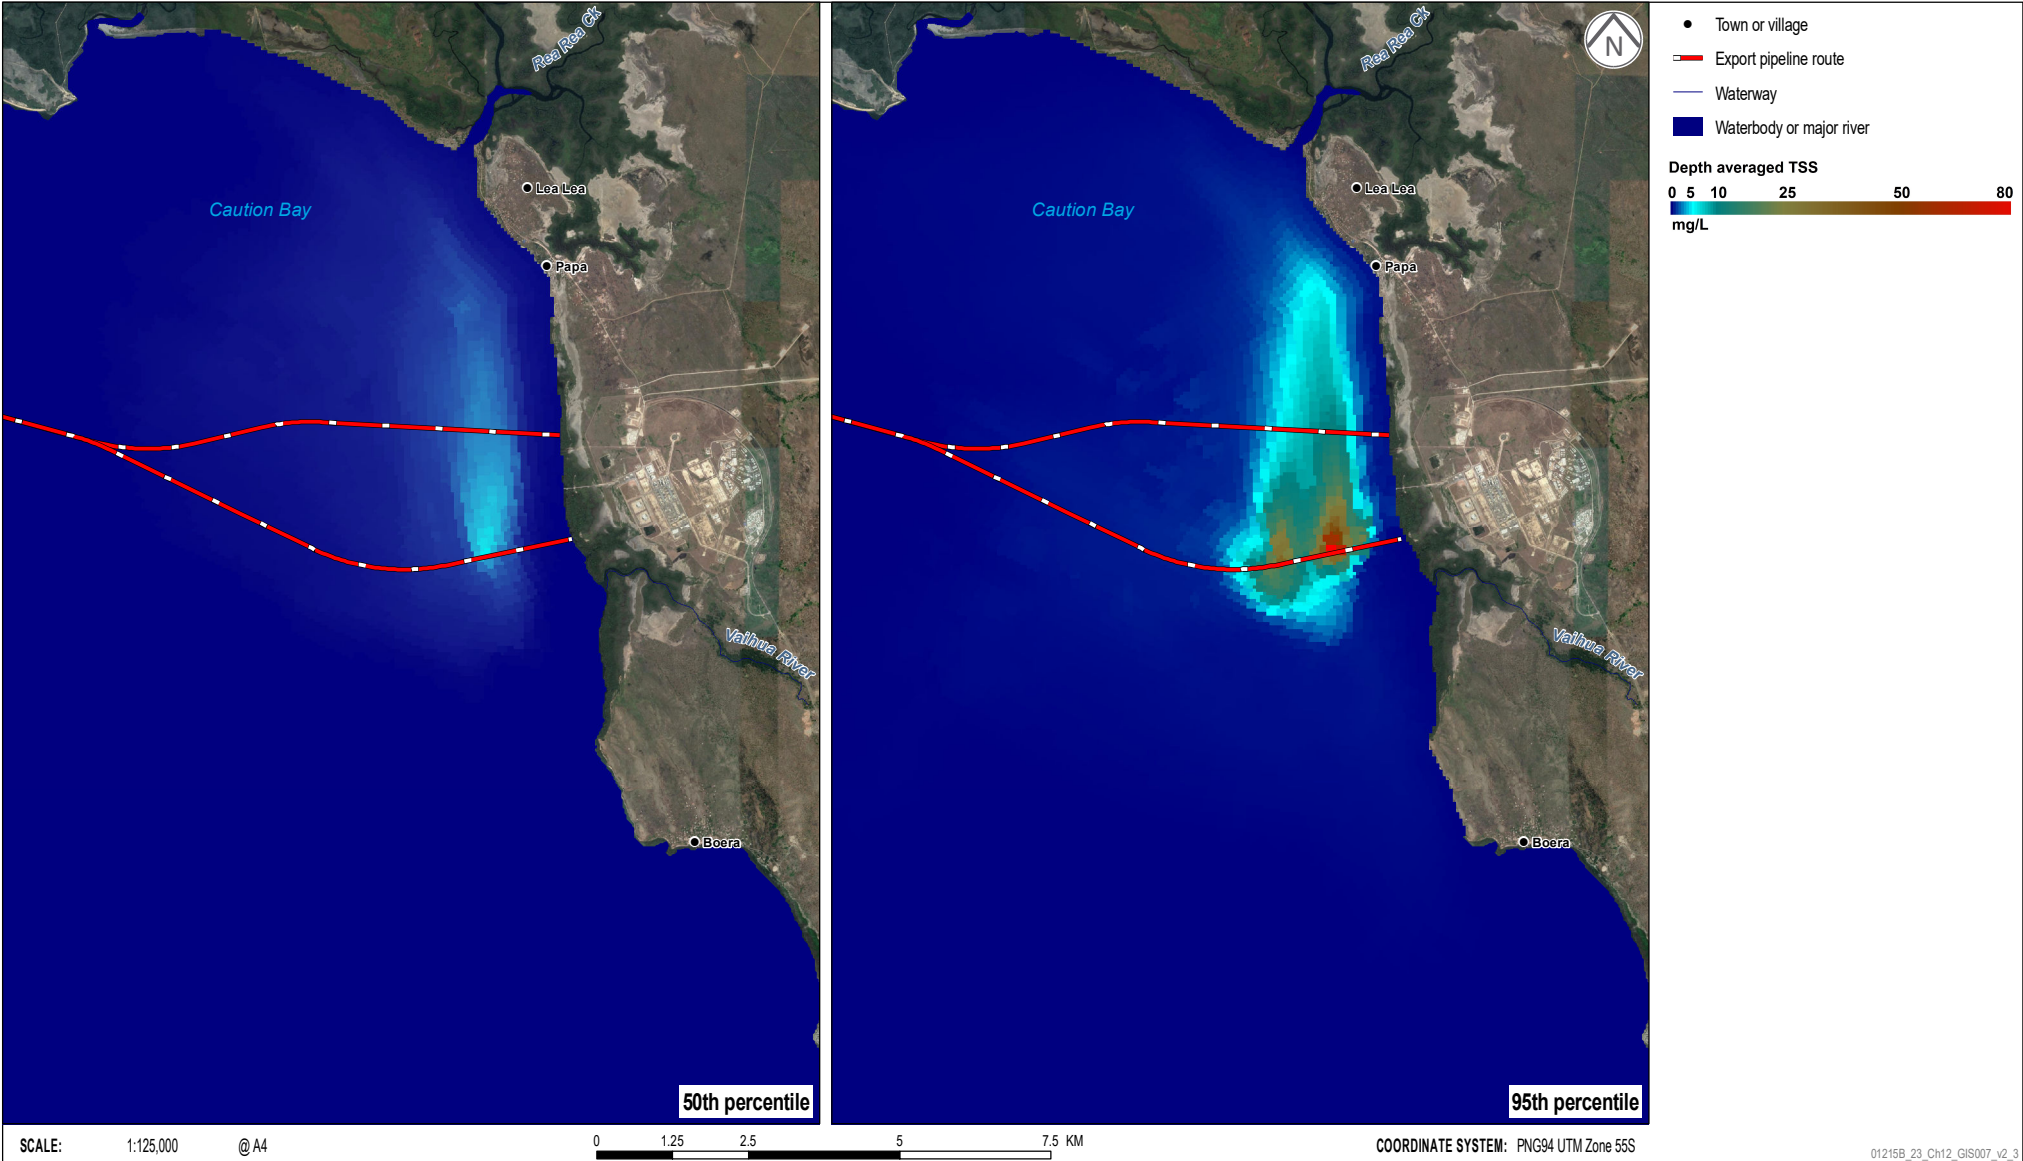 Rea Rea Ck
Lea Lea
Caution Bay
Papa
Vaihua River
Boera
50th percentile
Rea Rea Ck
N
Lea Lea
Caution Bay
Papa
Vaihua River
Boera
95th percentile
Town or village
Export pipeline route
Waterway
Waterbody or major river
Depth averaged TSS
0 5 10 25 50 80
mg/L
SCALE: 1:125,000 @ A4
0 1.25 2.5 5 7.5 KM
COORDINATE SYSTEM: PNG94 UTM Zone 55S
01215B_23_Ch12_GIS007_v2_3